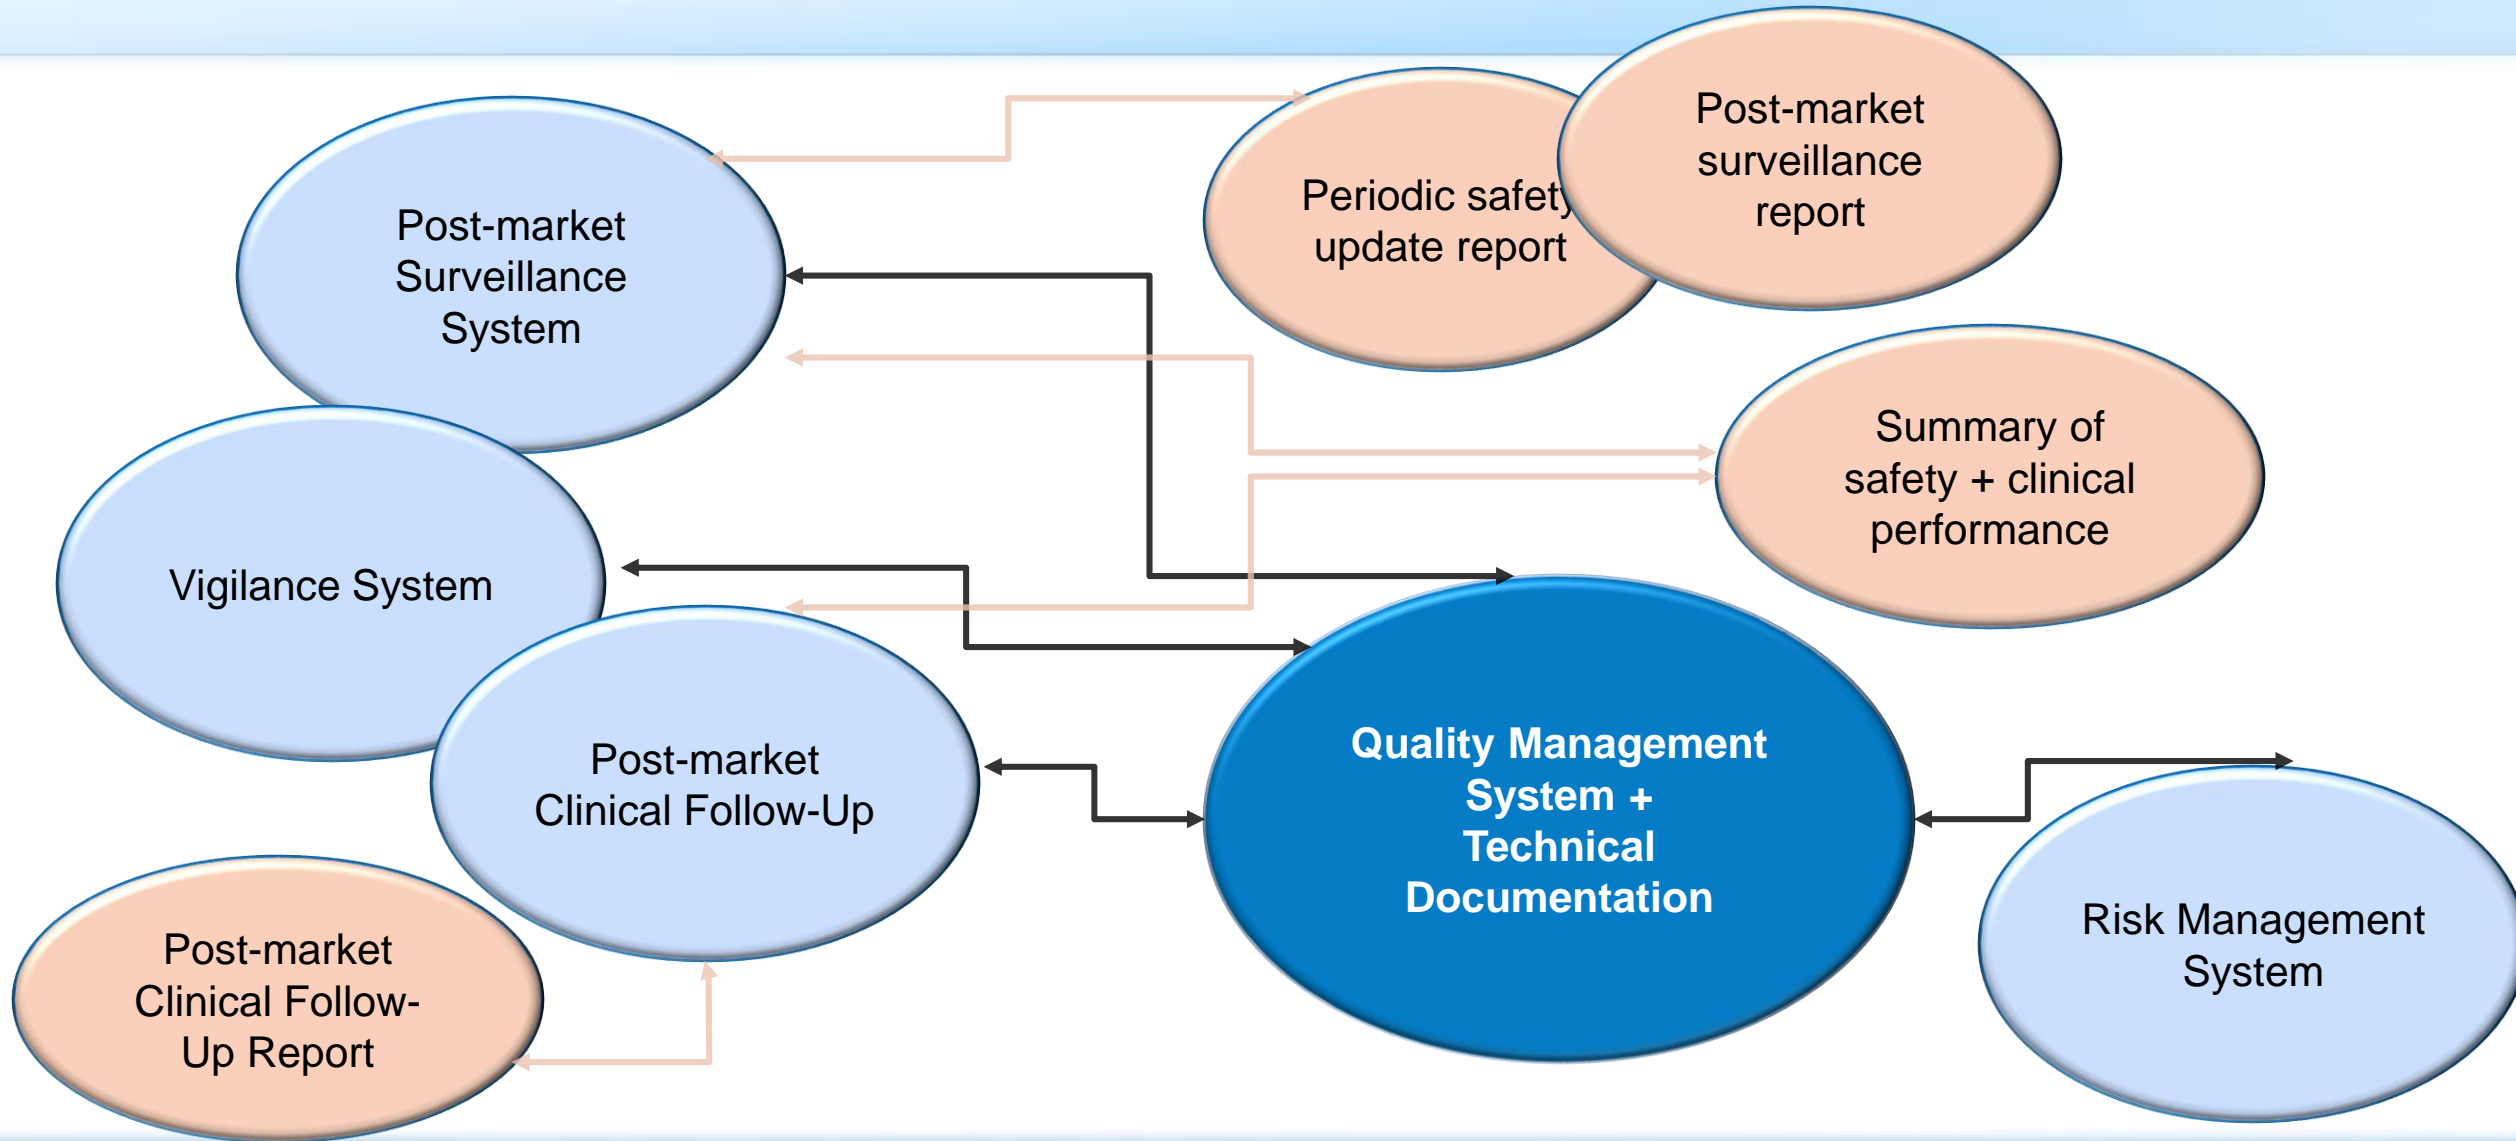 Post-market
Surveillance
System
Periodic safety
update report
Post-market
surveillance
report
Summary of
safety + clinical
performance
Vigilance System
Post-market
Clinical Follow-Up
Quality Management
System +
Technical
Documentation
Risk Management
System
Post-market
Clinical Follow-
Up Report